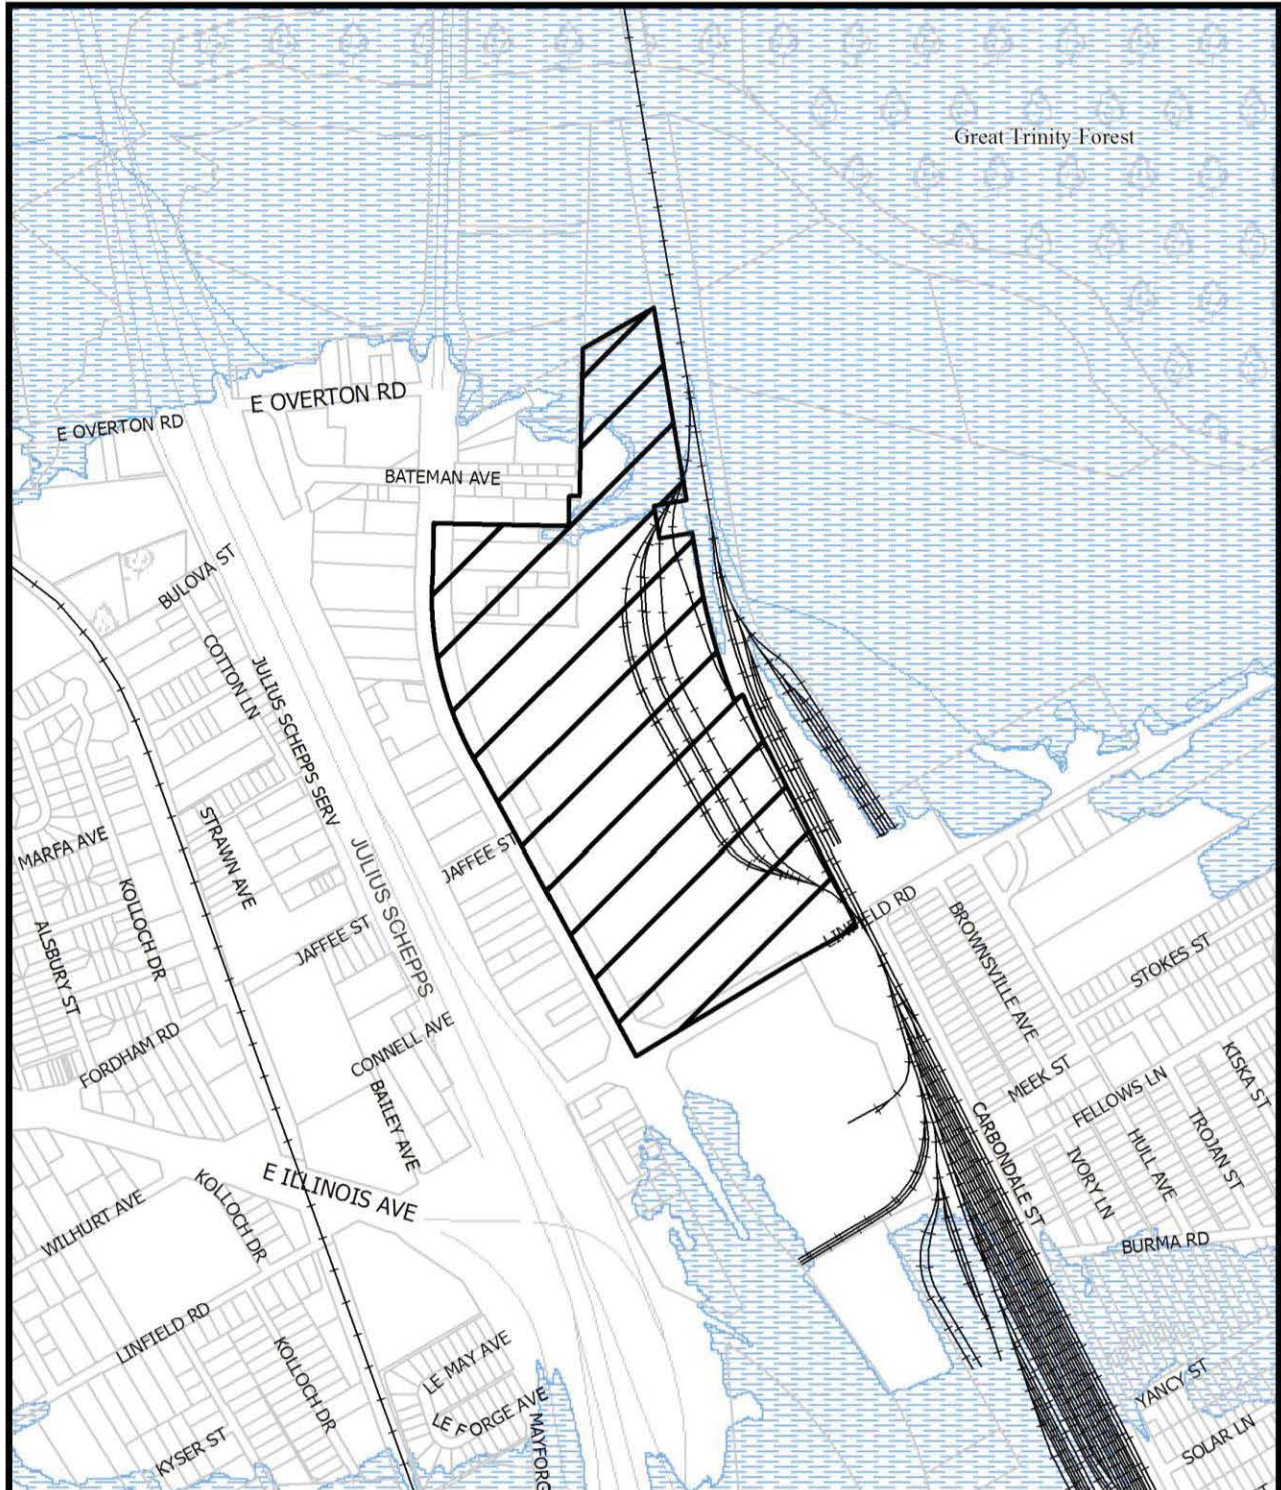 Great Trinity Forest
E OVERTON RD
E OVERTON RD
BATEMAN AVE
BULOVA ST
COTTON LN
JULIUS SCHEPPS SERV
STRAWN AVE
MARFA AVE
JULIUS SCHEPPS
JAFFEE ST
KOLLOCH DR
ALSBURY ST
JAFFEE ST
LINFIELD RD
BROWNSVILLE AVE
STOKES ST
FORDHAM RD
CONNELL AVE
BAILEY AVE
MEEK ST
FELLOWS LN
KISKA ST
CARBONDALE ST
TROJAN ST
HULL AVE
IVORY LN
E ILLINOIS AVE
KOLLOCH DR
WILHURT AVE
BURMA RD
LINFIELD RD
KOLLOCH DR
LE MAY AVE
LE FORGE AVE
MAYFORG
YANCY ST
SOLAR LN
KYSER ST